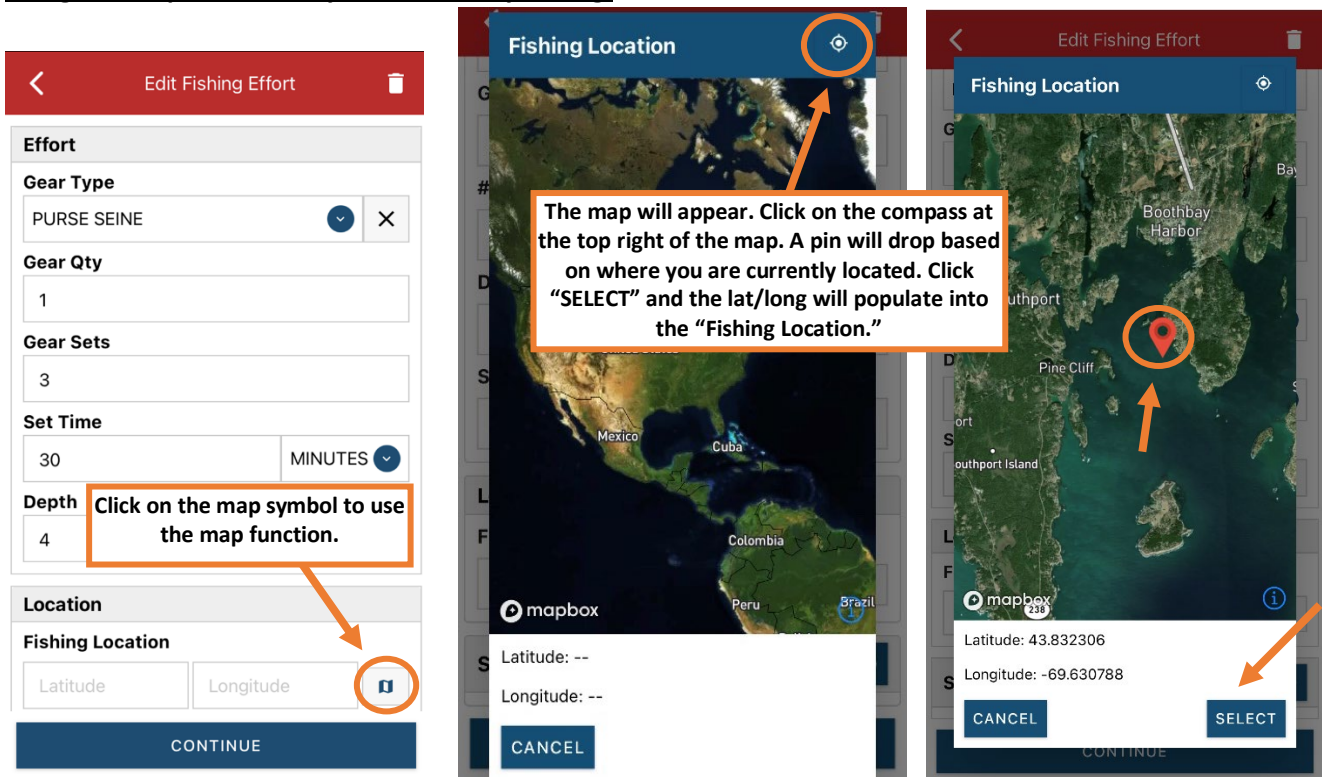 Edit Fishing Effort
Effort
Gear Type
PURSE SEINE
Gear Qty
1
Gear Sets
3
Set Time
30
MINUTES
Depth
4
Click on the map symbol to use
the map function.
Location
Fishing Location
Latitude
Longitude
CONTINUE
Fishing Location
G
#
D
S
L
F
S
The map will appear. Click on the compass at
the top right of the map. A pin will drop based
on where you are currently located. Click
“SELECT” and the lat/long will populate into
the “Fishing Location.”
Mexico
Cuba
Colombia
Peru
Brazil
mapbox
Latitude: --
Longitude: --
CANCEL
Edit Fishing Effort
Fishing Location
G
D
S
L
F
S
Bay
Boothbay
Harbor
uthport
Pine Cliff
ort
outhport Island
mapbox
238
Latitude: 43.832306
Longitude: -69.630788
CANCEL
SELECT
CONTINUE